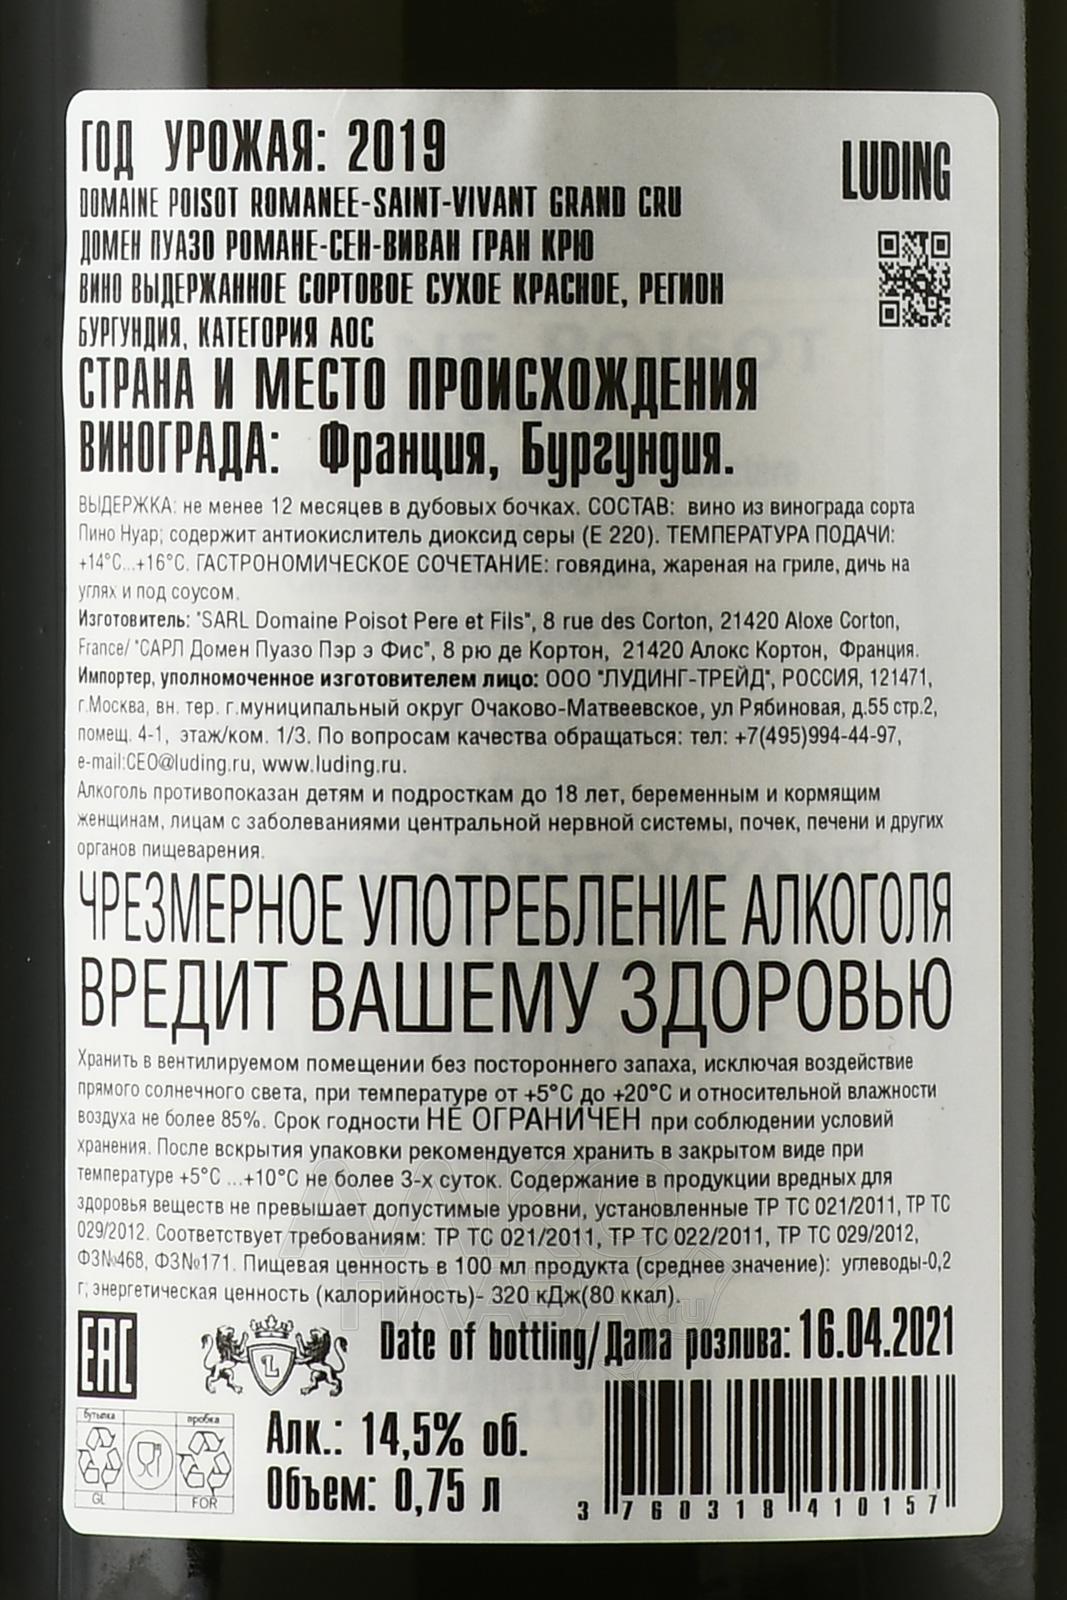 ГОД УРОЖАЯ: 2019
LUDING
DOMAINE POISOT ROMANEE-SAINT-VIVANT GRAND CRU
ДОМЕН ПУАЗО РОМАНЕ-СЕН-ВИВАН ГРАН КРЮ
ВИНО ВЫДЕРЖАННОЕ СОРТОВОЕ СУХОЕ КРАСНОЕ, РЕГИОН
БУРГУНДИЯ, КАТЕГОРИЯ АОС
СТРАНА И МЕСТО ПРОИСХОЖДЕНИЯ
ВИНОГРАДА: Франция, Бургундия.
ВЫДЕРЖКА: не менее 12 месяцев в дубовых бочках. СОСТАВ: вино из винограда сорта
Пино Нуар; содержит антиокислитель диоксид серы (Е 220). ТЕМПЕРАТУРА ПОДАЧИ:
+14°С...+16°С. ГАСТРОНОМИЧЕСКОЕ СОЧЕТАНИЕ: говядина, жареная на гриле, дичь на
углях и под соусом.
Изготовитель: "SARL Domaine Poisot Pere et Fils", 8 rue des Corton, 21420 Aloxe Corton,
France/ "САРЛ Домен Пуазо Пэр э Фис", 8 рю де Кортон, 21420 Алокс Кортон, Франция.
Импортер, уполномоченное изготовителем лицо: ООО "ЛУДИНГ-ТРЕЙД", РОССИЯ, 121471,
г.Москва, вн. тер. г.муниципальный округ Очаково-Матвеевское, ул Рябиновая, д.55 стр.2,
помещ. 4-1, этаж/ком. 1/3. По вопросам качества обращаться: тел: +7(495)994-44-97,
e-mail:CEO@luding.ru, www.luding.ru.
Алкоголь противопоказан детям и подросткам до 18 лет, беременным и кормящим
женщинам, лицам с заболеваниями центральной нервной системы, почек, печени и других
органов пищеварения.
ЧРЕЗМЕРНОЕ УПОТРЕБЛЕНИЕ АЛКОГОЛЯ
ВРЕДИТ ВАШЕМУ ЗДОРОВЬЮ
Хранить в вентилируемом помещении без постороннего запаха, исключая воздействие
прямого солнечного света, при температуре от +5°С до +20°С и относительной влажности
воздуха не более 85%. Срок годности НЕ ОГРАНИЧЕН при соблюдении условий
хранения. После вскрытия упаковки рекомендуется хранить в закрытом виде при
температуре +5°С ...+10°С не более 3-х суток. Содержание в продукции вредных для
здоровья веществ не превышает допустимые уровни, установленные ТР ТС 021/2011, ТР ТС
029/2012. Соответствует требованиям: ТР ТС 021/2011, ТР ТС 022/2011, ТР ТС 029/2012,
ФЗ№468, ФЗ№171. Пищевая ценность в 100 мл продукта (среднее значение): углеводы-0,2
г; энергетическая ценность (калорийность)- 320 кДж(80 ккал).
EAC
L
Date of bottling/Дата розлива: 16.04.2021
бутылка
пробка
GL
FOR
Алк.: 14,5% об.
Объем: 0,75 л
3 760318 410157